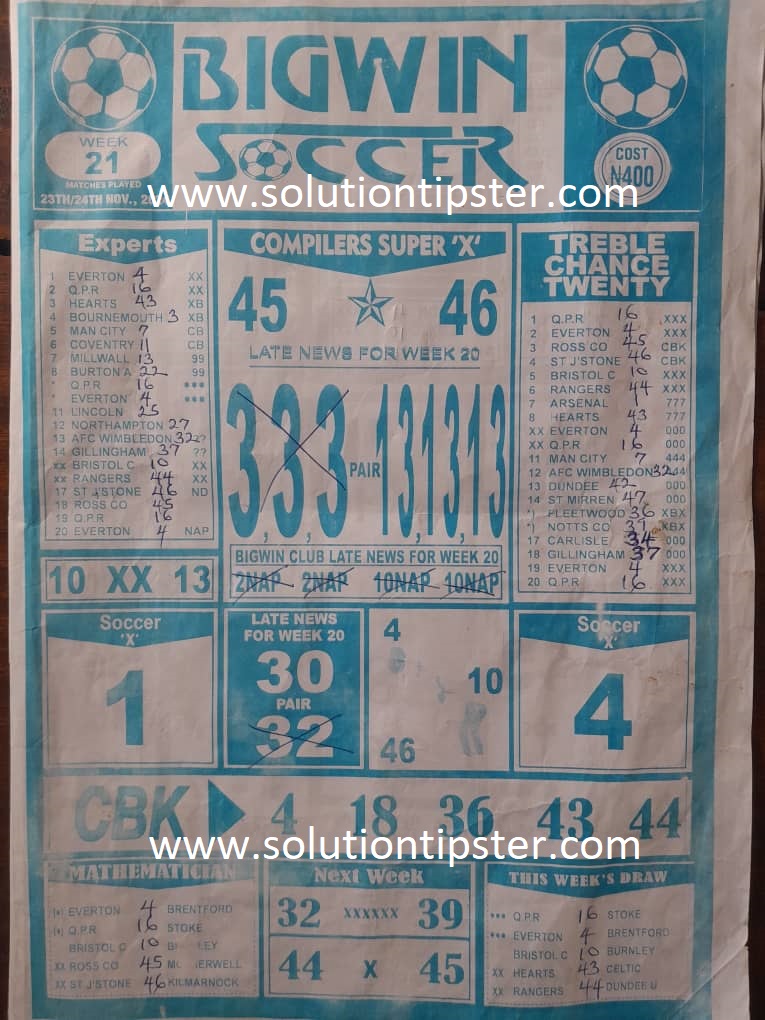 BIGWIN
SOCCER
WEEK
21
MATCHES PLAYED
23TH/24TH NOV., 20
COST
₦400
www.solutiontipster.com
Experts
1 EVERTON 4 XX
2 Q.P.R 16 XX
3 HEARTS 43 XB
4 BOURNEMOUTH 3 XB
5 MAN CITY 7 CB
6 COVENTRY 11 CB
7 MILLWALL 13 99
8 BURTON A 22 99
* Q.P.R 16 ***
* EVERTON 4 ***
11 LINCOLN 25
12 NORTHAMPTON 27
13 AFC WIMBLEDON 32 ??
14 GILLINGHAM 37 ??
xx BRISTOL C 10 XX
xx RANGERS 44 XX
17 ST J'STONE 46 ND
18 ROSS CO 45
19 Q.P.R 16
20 EVERTON 4 NAP
10 XX 13
COMPILERS SUPER 'X'
45 46
LATE NEWS FOR WEEK 20
3,3,3 PAIR 13,13,13
BIGWIN CLUB LATE NEWS FOR WEEK 20
2NAP 2NAP 10NAP 10NAP
TREBLE
CHANCE
TWENTY
1 Q.P.R 16 XXX
2 EVERTON 4 XXX
3 ROSS CO 45 CBK
4 ST J'STONE 46 CBK
5 BRISTOL C 10 XXX
6 RANGERS 44 XXX
7 ARSENAL 1 777
8 HEARTS 43 777
XX EVERTON 4 000
XX Q.P.R 16 000
11 MAN CITY 7 444
12 AFC WIMBLEDON 32 444
13 DUNDEE 42 000
14 ST MIRREN 47 000
*) FLEETWOOD 36 XBX
*) NOTTS CO 39 XBX
17 CARLISLE 34 000
18 GILLINGHAM 37 000
19 EVERTON 4 XXX
20 Q.P.R 16 XXX
Soccer
'X'
1
LATE NEWS
FOR WEEK 20
30
PAIR
32
4
10
46
Soccer
'X'
4
CBK 4 18 36 43 44
www.solutiontipster.com
MATHEMATICIAN
(*) EVERTON 4 BRENTFORD
(*) Q.P.R 16 STOKE
BRISTOL C 10
XX ROSS CO 45
XX ST J'STONE 46 KILMARNOCK
Next Week
32 XXXXXX 39
44 X 45
THIS WEEK'S DRAW
*** Q.P.R 16 STOKE
*** EVERTON 4 BRENTFORD
BRISTOL C 10 BURNLEY
XX HEARTS 43 CELTIC
XX RANGERS 44 DUNDEE U